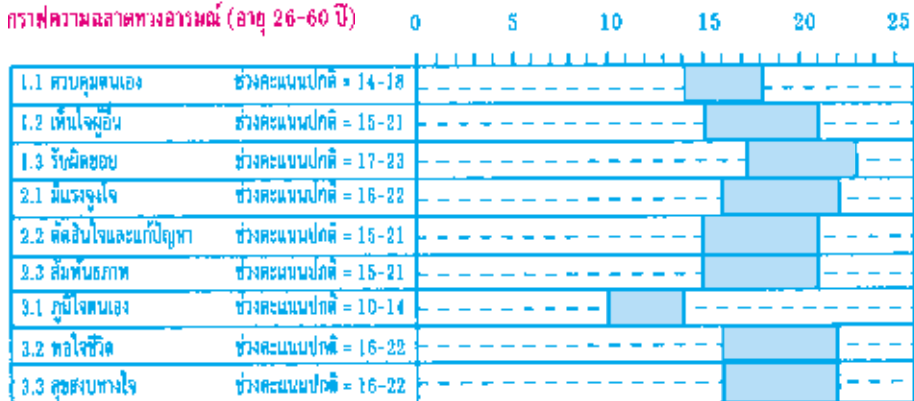 กราฟความฉลาดทางอารมณ์ (อายุ 26-60 ปี) 0 5 10 15 20 25
1.1 ควบคุมตนเอง ช่วงคะแนนปกติ = 14-18
1.2 เห็นใจผู้อื่น ช่วงคะแนนปกติ = 15-21
1.3 รับผิดชอบ ช่วงคะแนนปกติ = 17-23
2.1 มีแรงจูงใจ ช่วงคะแนนปกติ = 16-22
2.2 ตัดสินใจและแก้ปัญหา ช่วงคะแนนปกติ = 15-21
2.3 สัมพันธภาพ ช่วงคะแนนปกติ = 15-21
3.1 ภูมิใจตนเอง ช่วงคะแนนปกติ = 10-14
3.2 พอใจชีวิต ช่วงคะแนนปกติ = 16-22
3.3 สุขสงบทางใจ ช่วงคะแนนปกติ = 16-22